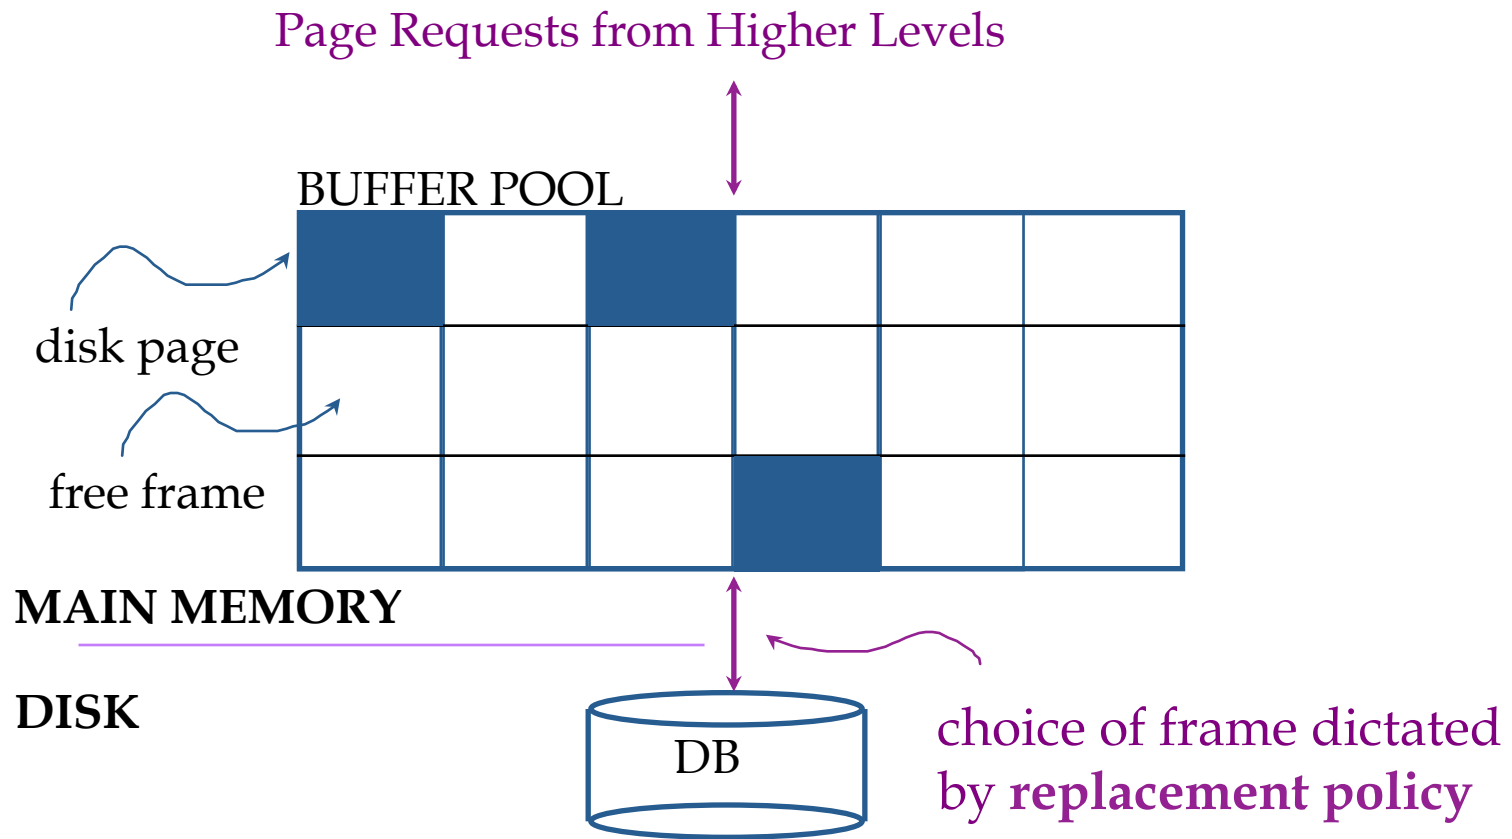 Page Requests from Higher Levels
BUFFER POOL
disk page
free frame
MAIN MEMORY
DISK
DB
choice of frame dictated
by replacement policy